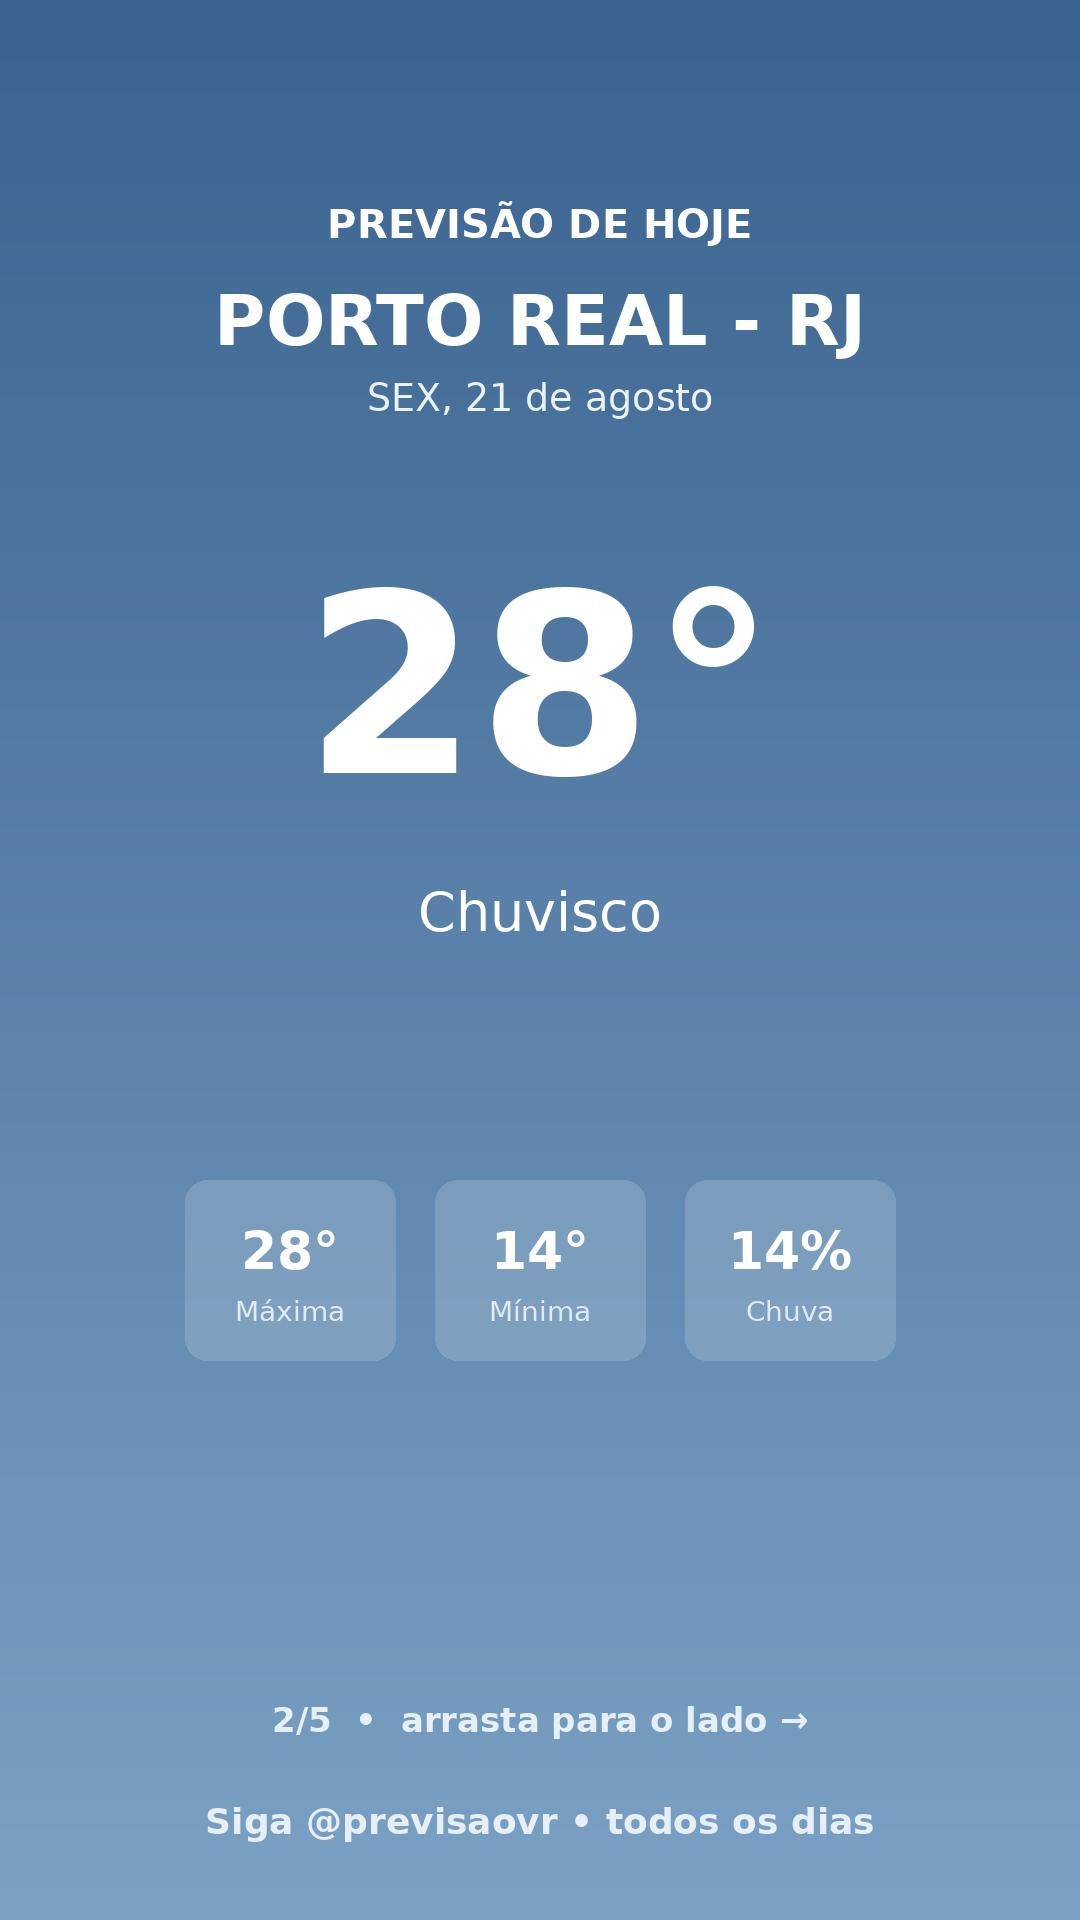 PREVISÃO DE HOJE
PORTO REAL - RJ
SEX, 21 de agosto
28°
Chuvisco
28° 14° 14%
Máxima Mínima Chuva
2/5 • arrasta para o lado →
Siga @previsaovr • todos os dias